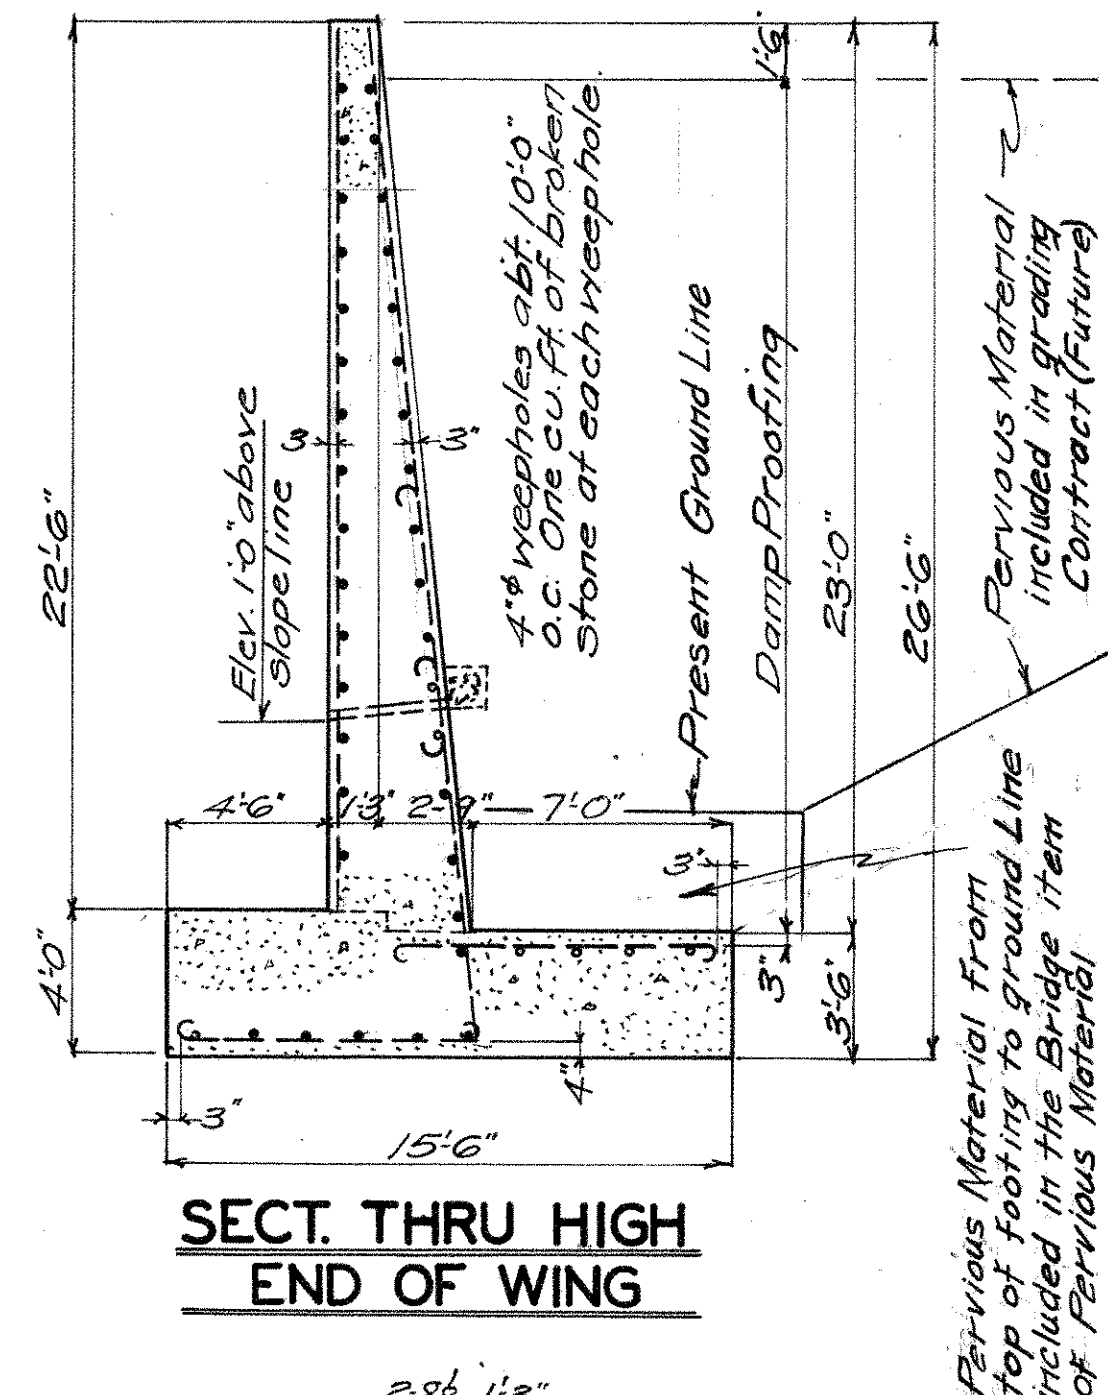 1'-6"
4"φ weepholes abt. 10'-0"
o.c. One cu. ft. of broken
stone at each weephole.
Elev. 1'-0" above
slope line
3"
3"
22'-6"
Present Ground Line
Damp Proofing
23'-0"
26'-6"
Pervious Material
included in grading
Contract (Future)
4'-6"
1'-3"
2'-9"
7'-0"
3"
4'-0"
3"
3'-6"
4"
3"
15'-6"
Pervious Material From
top of footing to ground Line
included in the Bridge item
of Pervious Material
SECT. THRU HIGH
END OF WING